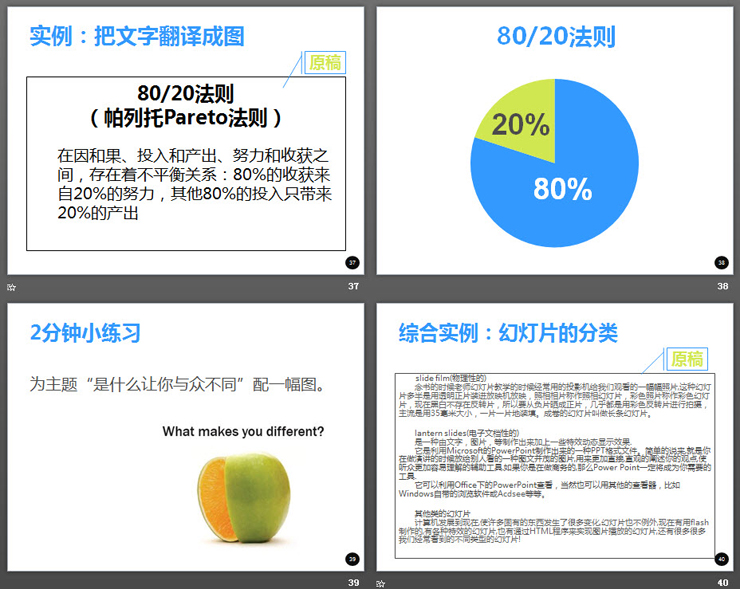 实例：把文字翻译成图
原稿
80/20法则
（帕列托Pareto法则）
在因和果、投入和产出、努力和收获之
间，存在着不平衡关系：80%的收获来
自20%的努力，其他80%的投入只带来
20%的产出
37
37
80/20法则
20%
80%
38
38
2分钟小练习
为主题“是什么让你与众不同”配一幅图。
What makes you different?
39
39
综合实例：幻灯片的分类
原稿
slide film(物理性的)
念书的时候老师幻灯片教学的时候经常用的投影机给我们观看的一幅幅照片,这种幻灯
片多半是用透明正片装进放映机放映，照相相片称作照相幻灯片，彩色照片称作彩色幻灯
片，现在黑白不存在反转片，所以要从负片晒成正片，几乎都是用彩色反转片进行拍摄，
主流是用35毫米大小，一片一片地装填。成卷的幻灯片叫做长条幻灯片。
lantern slides(电子文档性的)
是一种由文字，图片，等制作出来加上一些特效动态显示效果.
它是利用Microsoft的PowerPoint制作出来的一种PPT格式文件。简单的说来,就是你
在做演讲的时候放给别人看的一种图文并茂的图片,用来更加直接,直观的阐述你的观点,使
听众更加容易理解的辅助工具.如果你是在做商务的.那么Power Point一定将成为你需要的
工具.
它可以利用Office下的PowerPoint查看，当然也可以用其他的查看器，比如
Windows自带的浏览软件或Acdsee等等。
其他类的幻灯片
计算机发展到现在,使许多固有的东西发生了很多变化,幻灯片也不例外,现在有用flash
制作的,有各种特效的幻灯片,也有通过HTML程序来实现图片播放的幻灯片,还有很多很多
我们经常看到的不同类型的幻灯片!
40
40